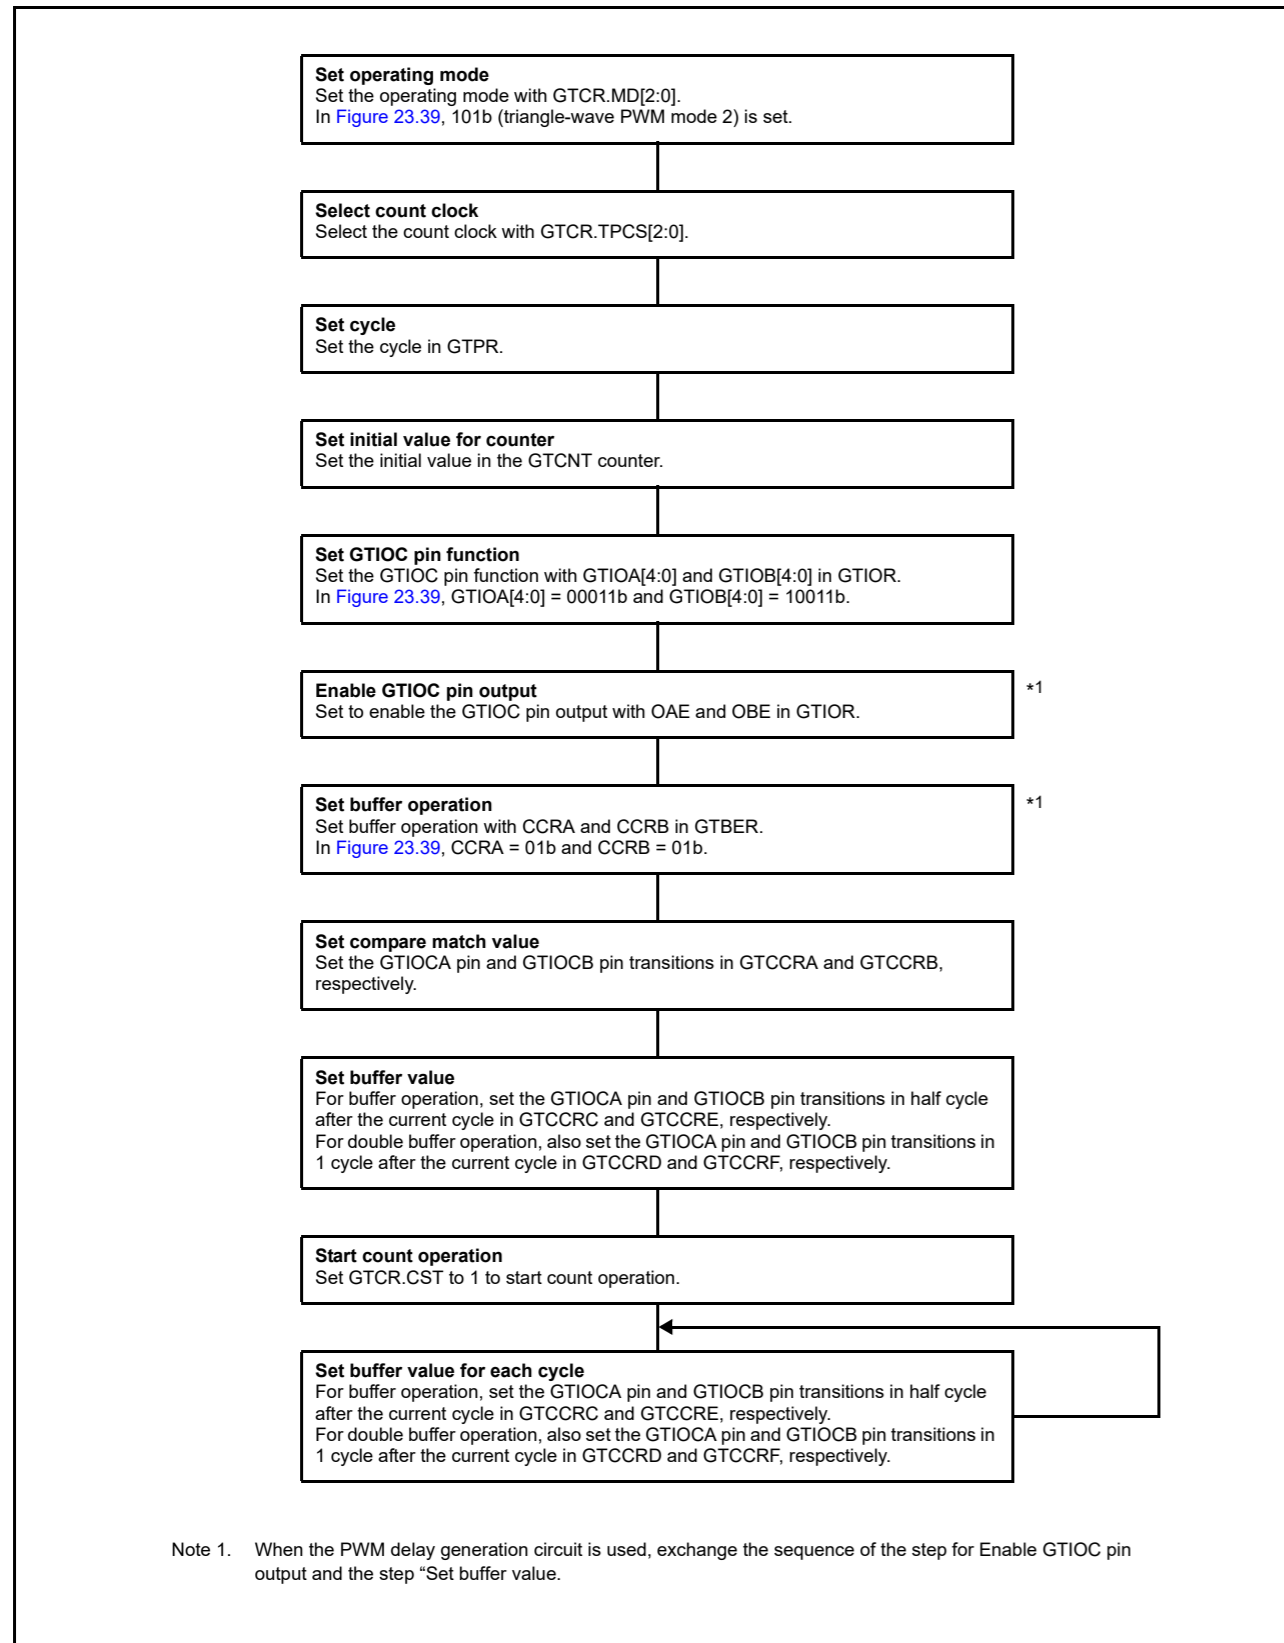 Set operating mode
Set the operating mode with GTCR.MD[2:0].
In Figure 23.39, 101b (triangle-wave PWM mode 2) is set.
Select count clock
Select the count clock with GTCR.TPCS[2:0].
Set cycle
Set the cycle in GTPR.
Set initial value for counter
Set the initial value in the GTCNT counter.
Set GTIOC pin function
Set the GTIOC pin function with GTIOA[4:0] and GTIOB[4:0] in GTIOR.
In Figure 23.39, GTIOA[4:0] = 00011b and GTIOB[4:0] = 10011b.
Enable GTIOC pin output
Set to enable the GTIOC pin output with OAE and OBE in GTIOR.
*1
Set buffer operation
Set buffer operation with CCRA and CCRB in GTBER.
In Figure 23.39, CCRA = 01b and CCRB = 01b.
*1
Set compare match value
Set the GTIOCA pin and GTIOCB pin transitions in GTCCRA and GTCCRB,
respectively.
Set buffer value
For buffer operation, set the GTIOCA pin and GTIOCB pin transitions in half cycle
after the current cycle in GTCCRC and GTCCRE, respectively.
For double buffer operation, also set the GTIOCA pin and GTIOCB pin transitions in
1 cycle after the current cycle in GTCCRD and GTCCRF, respectively.
Start count operation
Set GTCR.CST to 1 to start count operation.
Set buffer value for each cycle
For buffer operation, set the GTIOCA pin and GTIOCB pin transitions in half cycle
after the current cycle in GTCCRC and GTCCRE, respectively.
For double buffer operation, also set the GTIOCA pin and GTIOCB pin transitions in
1 cycle after the current cycle in GTCCRD and GTCCRF, respectively.
Note 1. When the PWM delay generation circuit is used, exchange the sequence of the step for Enable GTIOC pin
output and the step “Set buffer value.